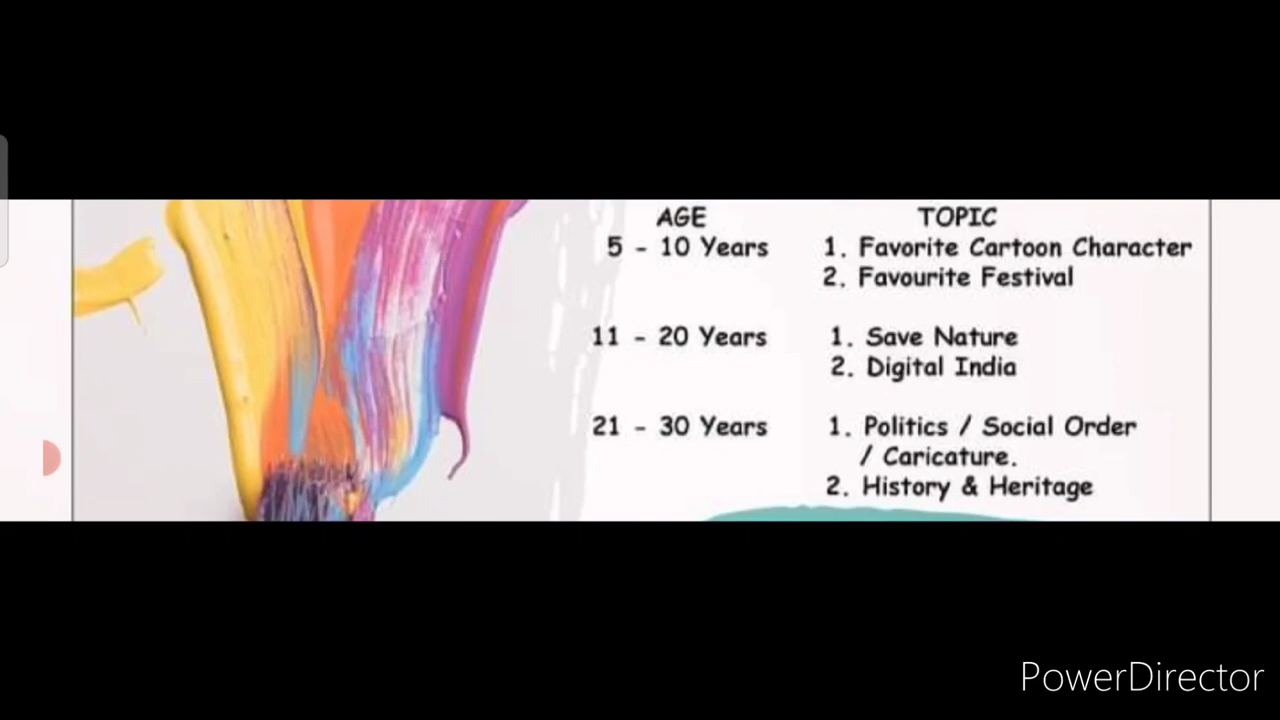 AGE TOPIC
5 - 10 Years 1. Favorite Cartoon Character
2. Favourite Festival
11 - 20 Years 1. Save Nature
2. Digital India
21 - 30 Years 1. Politics / Social Order
/ Caricature.
2. History & Heritage
PowerDirector